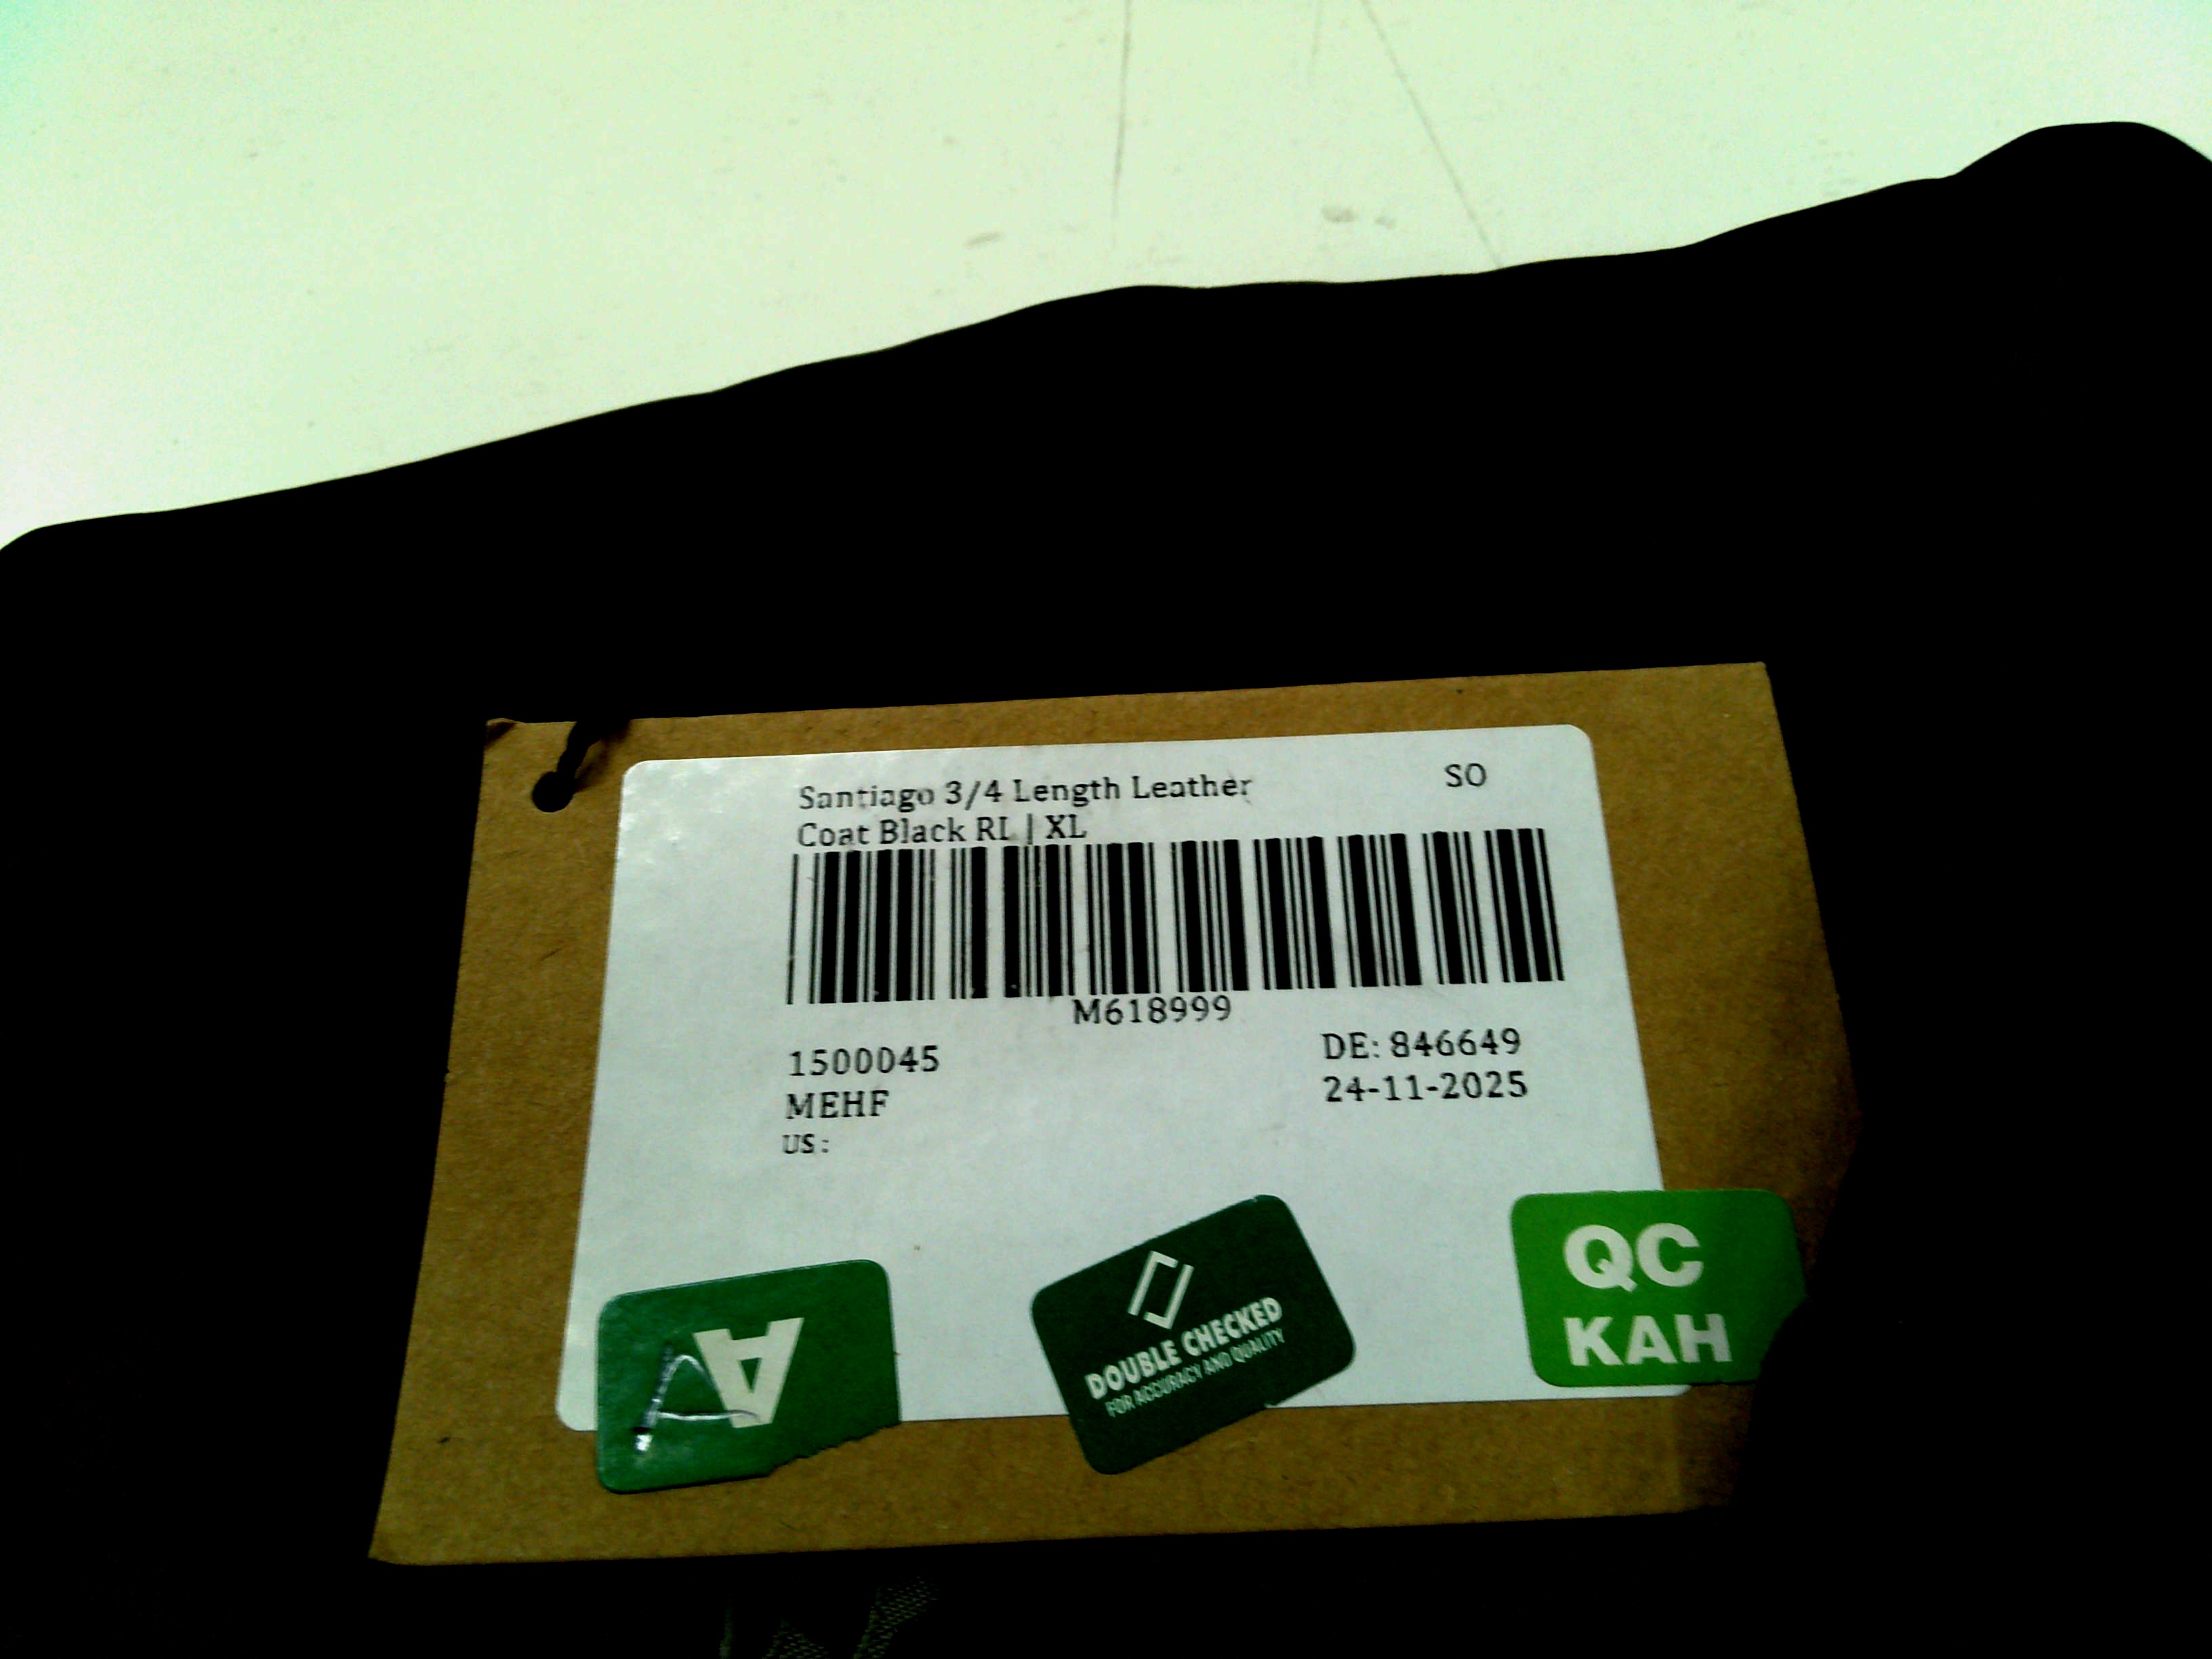 Santiago 3/4 Length Leather SO
Coat Black RL | XL
M618999
1500045 DE: 846649
MEHF 24-11-2025
US:
A
DOUBLE CHECKED
FOR ACCURACY AND QUALITY
QC
KAH